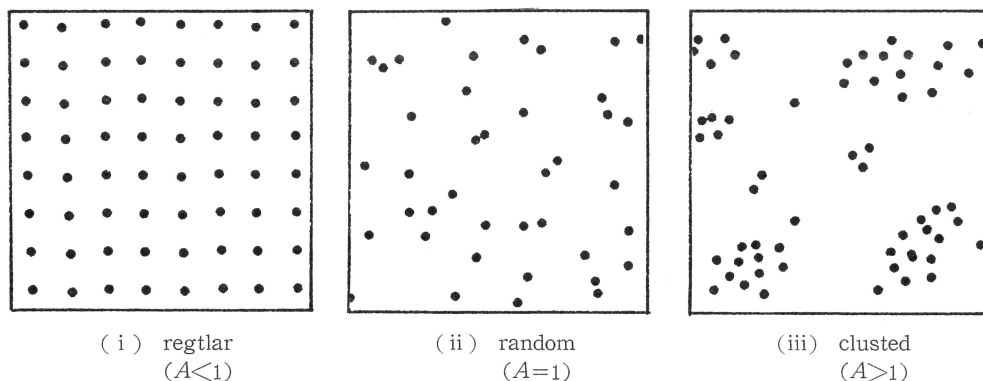 (i) regtlar
(A<1)
(ii) random
(A=1)
(iii) clusted
(A>1)